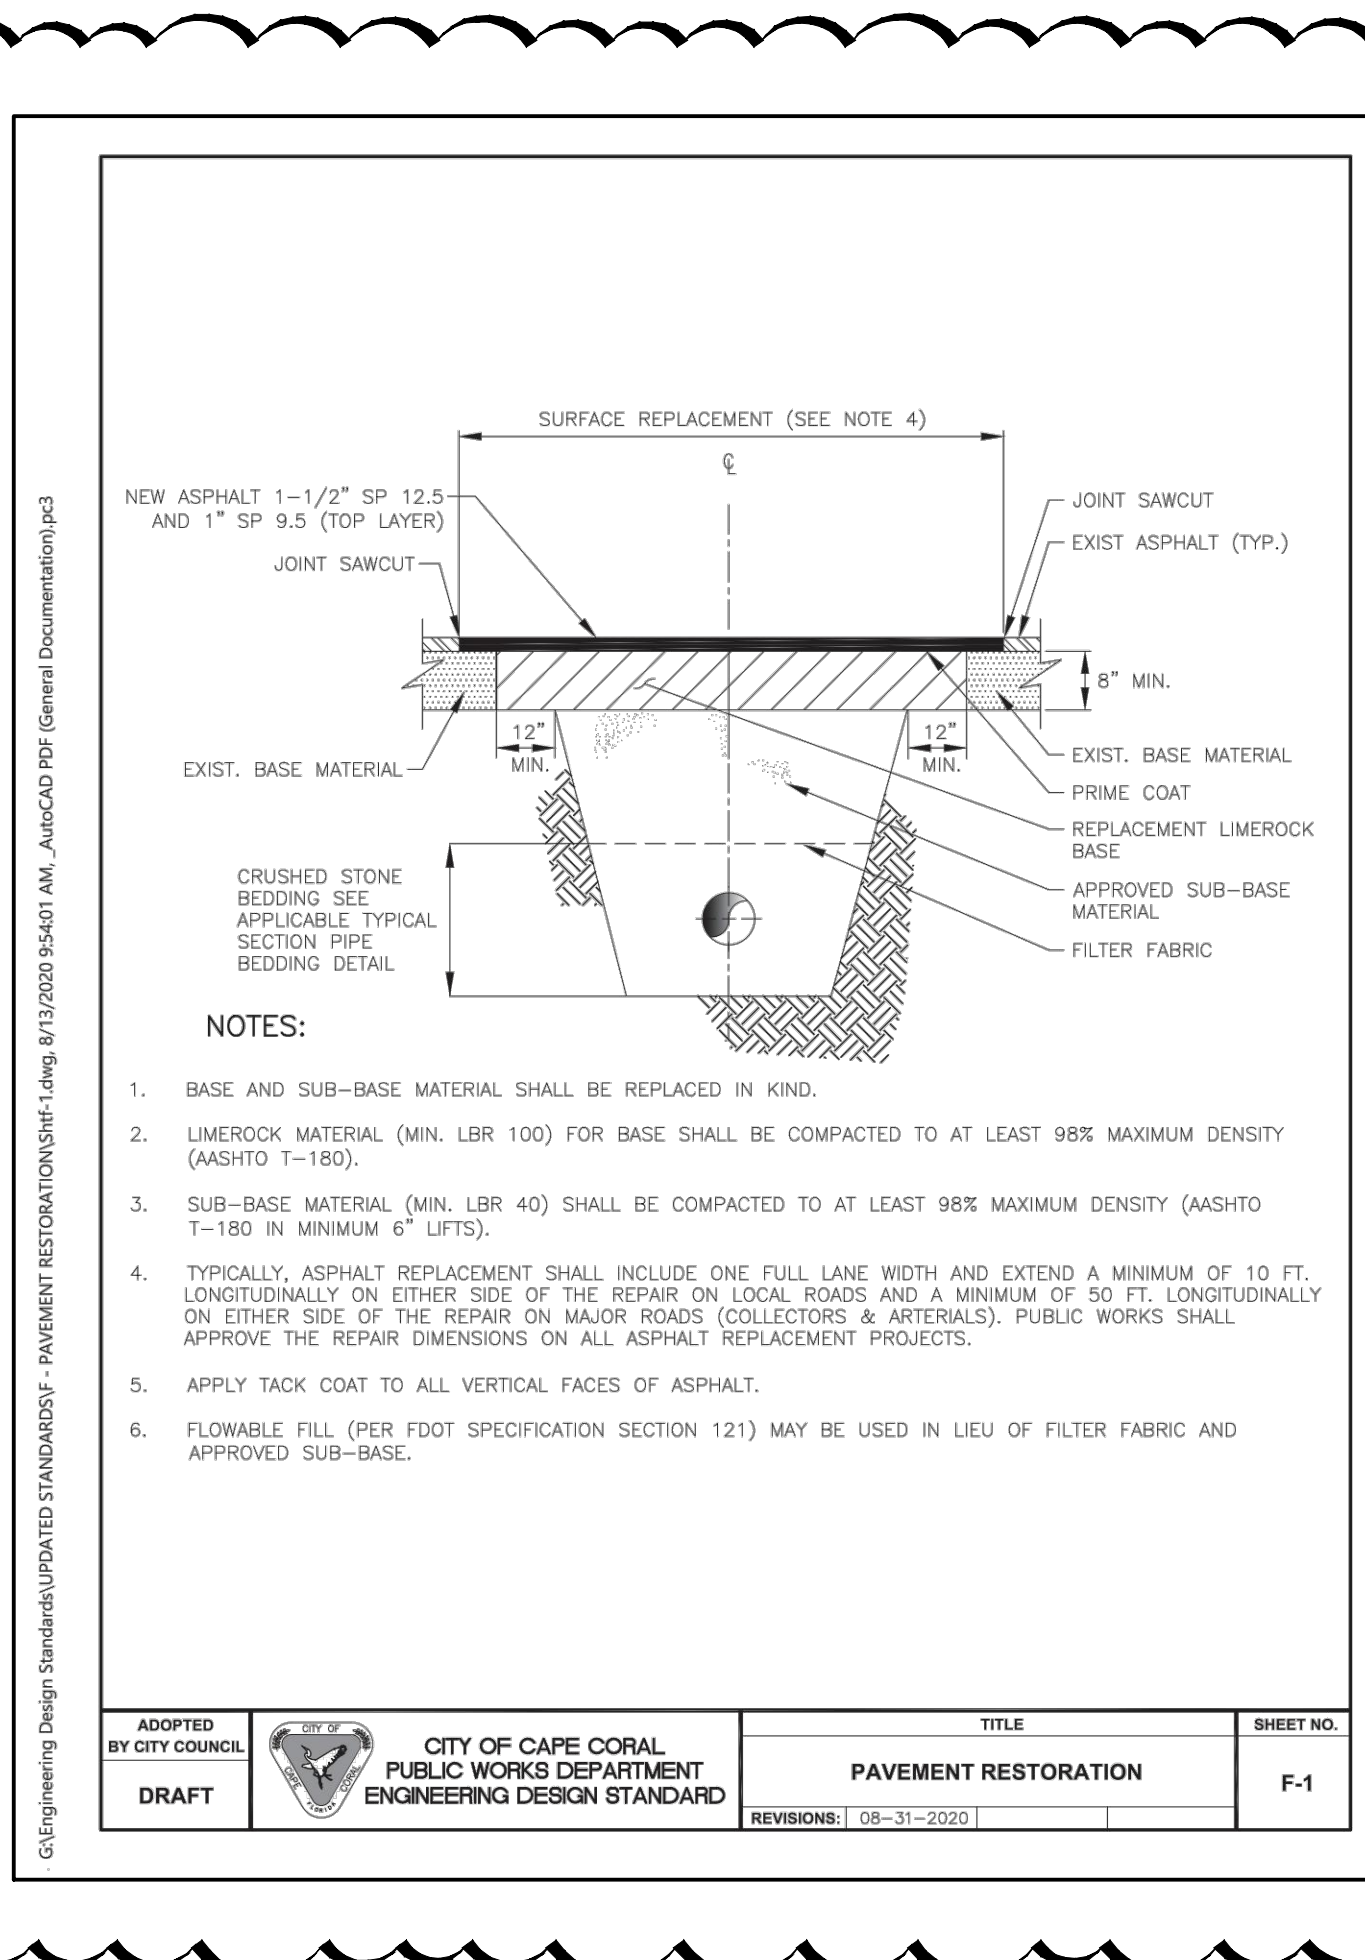 SURFACE REPLACEMENT (SEE NOTE 4)
℄
NEW ASPHALT 1-1/2" SP 12.5
AND 1" SP 9.5 (TOP LAYER)
JOINT SAWCUT
JOINT SAWCUT
EXIST ASPHALT (TYP.)
8" MIN.
12"
MIN.
12"
MIN.
EXIST. BASE MATERIAL
EXIST. BASE MATERIAL
PRIME COAT
REPLACEMENT LIMEROCK
BASE
APPROVED SUB-BASE
MATERIAL
FILTER FABRIC
CRUSHED STONE
BEDDING SEE
APPLICABLE TYPICAL
SECTION PIPE
BEDDING DETAIL
NOTES:
1. BASE AND SUB-BASE MATERIAL SHALL BE REPLACED IN KIND.
2. LIMEROCK MATERIAL (MIN. LBR 100) FOR BASE SHALL BE COMPACTED TO AT LEAST 98% MAXIMUM DENSITY
(AASHTO T-180).
3. SUB-BASE MATERIAL (MIN. LBR 40) SHALL BE COMPACTED TO AT LEAST 98% MAXIMUM DENSITY (AASHTO
T-180 IN MINIMUM 6" LIFTS).
4. TYPICALLY, ASPHALT REPLACEMENT SHALL INCLUDE ONE FULL LANE WIDTH AND EXTEND A MINIMUM OF 10 FT.
LONGITUDINALLY ON EITHER SIDE OF THE REPAIR ON LOCAL ROADS AND A MINIMUM OF 50 FT. LONGITUDINALLY
ON EITHER SIDE OF THE REPAIR ON MAJOR ROADS (COLLECTORS & ARTERIALS). PUBLIC WORKS SHALL
APPROVE THE REPAIR DIMENSIONS ON ALL ASPHALT REPLACEMENT PROJECTS.
5. APPLY TACK COAT TO ALL VERTICAL FACES OF ASPHALT.
6. FLOWABLE FILL (PER FDOT SPECIFICATION SECTION 121) MAY BE USED IN LIEU OF FILTER FABRIC AND
APPROVED SUB-BASE.
ADOPTED
BY CITY COUNCIL
DRAFT
CITY OF
CAPE CORAL
FLORIDA
CITY OF CAPE CORAL
PUBLIC WORKS DEPARTMENT
ENGINEERING DESIGN STANDARD
TITLE
PAVEMENT RESTORATION
REVISIONS: 08-31-2020
SHEET NO.
F-1
G:\Engineering Design Standards\UPDATED STANDARDS\F - PAVEMENT RESTORATION\Shtf-1.dwg, 8/13/2020 9:54:01 AM, _AutoCAD PDF (General Documentation).pc3